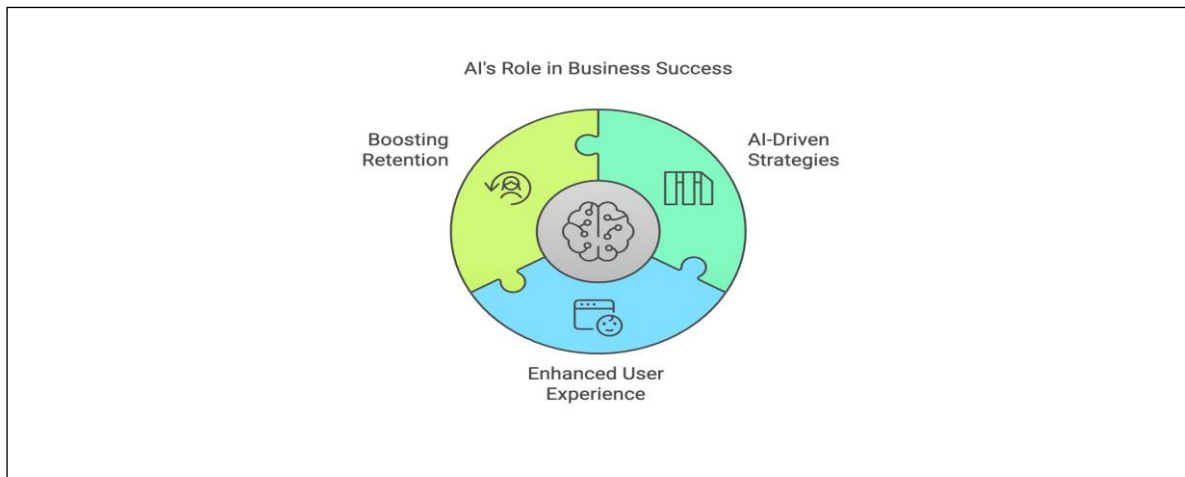 AI's Role in Business Success
Boosting
Retention
AI-Driven
Strategies
Enhanced User
Experience